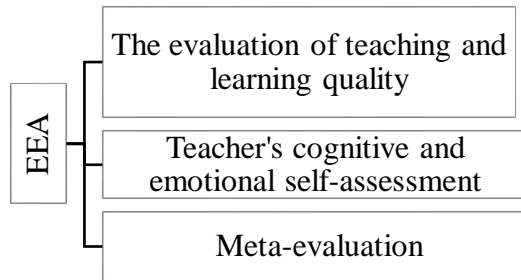 EEA
The evaluation of teaching and
learning quality
Teacher's cognitive and
emotional self-assessment
Meta-evaluation